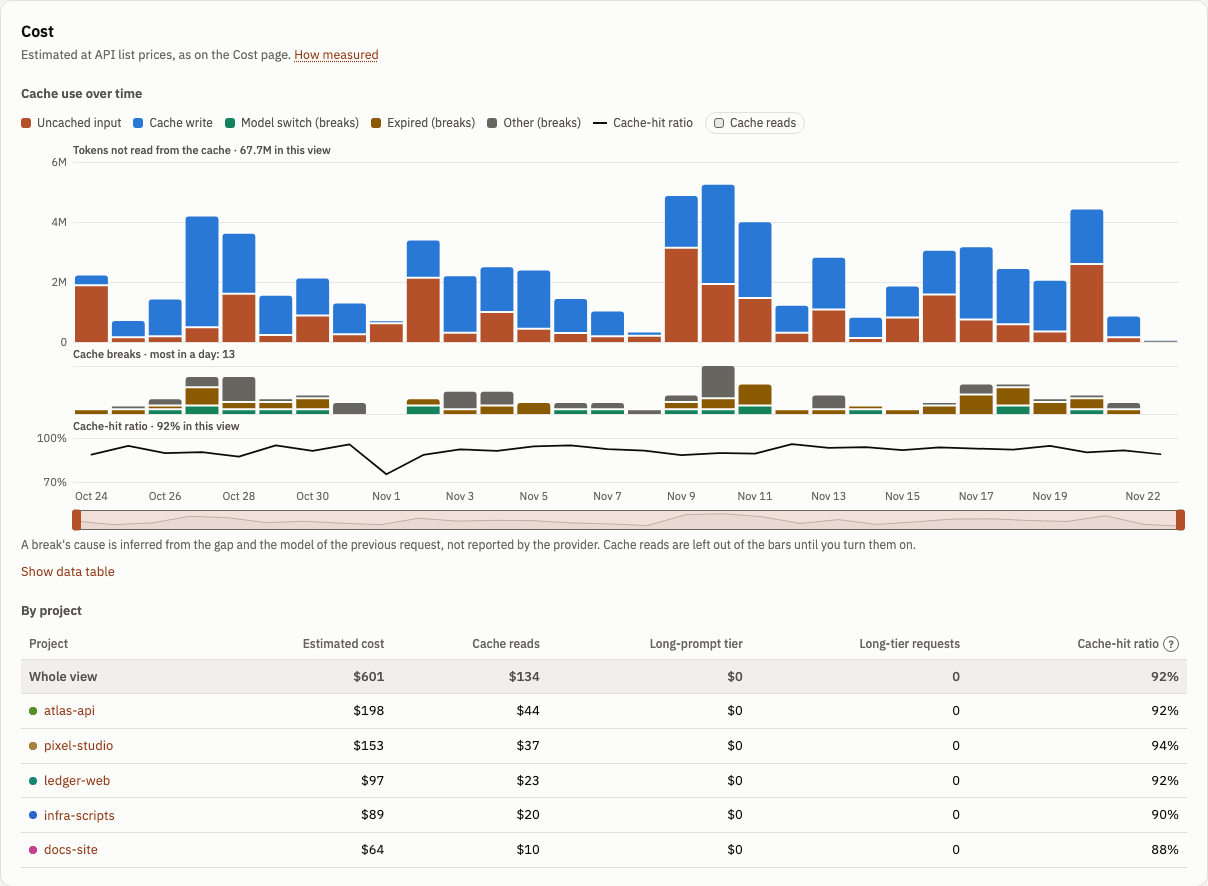 Cost
Estimated at API list prices, as on the Cost page. How measured
Cache use over time
Uncached input Cache write Model switch (breaks) Expired (breaks) Other (breaks) Cache-hit ratio Cache reads
Tokens not read from the cache · 67.7M in this view
6M
4M
2M
0
Cache breaks · most in a day: 13
Cache-hit ratio · 92% in this view
100%
70%
Oct 24 Oct 26 Oct 28 Oct 30 Nov 1 Nov 3 Nov 5 Nov 7 Nov 9 Nov 11 Nov 13 Nov 15 Nov 17 Nov 19 Nov 22
A break's cause is inferred from the gap and the model of the previous request, not reported by the provider. Cache reads are left out of the bars until you turn them on.
Show data table
By project
Project Estimated cost Cache reads Long-prompt tier Long-tier requests Cache-hit ratio ?
Whole view $601 $134 $0 0 92%
atlas-api $198 $44 $0 0 92%
pixel-studio $153 $37 $0 0 94%
ledger-web $97 $23 $0 0 92%
infra-scripts $89 $20 $0 0 90%
docs-site $64 $10 $0 0 88%